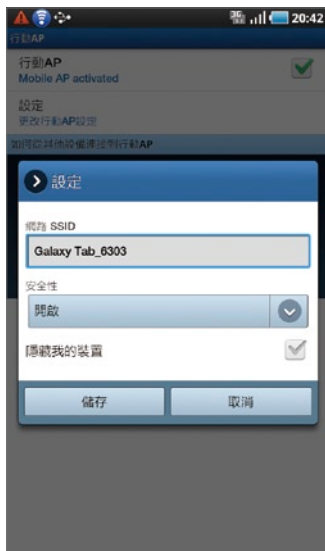 3G 20:42
行動AP
行動AP
Mobile AP activated
設定
更改行動AP設定
如何從其他設備連接到行動AP
設定
網路 SSID
Galaxy Tab_6303
安全性
開啟
隱藏我的裝置
儲存 取消